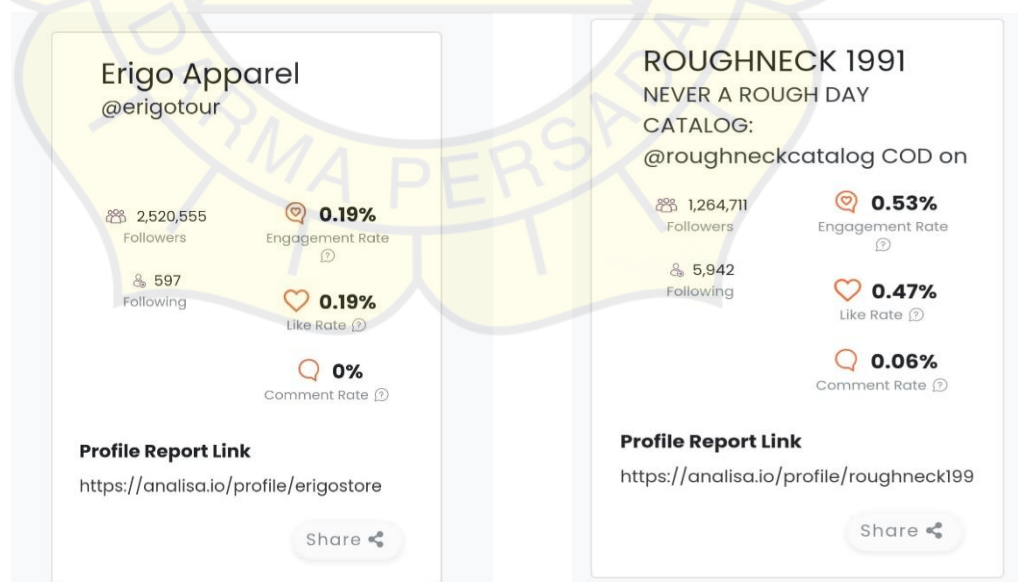 Erigo Apparel
@erigotour
2,520,555
Followers
597
Following
0.19%
Engagement Rate
0.19%
Like Rate
0%
Comment Rate
Profile Report Link
https://analisa.io/profile/erigostore
Share
ROUGHNECK 1991
NEVER A ROUGH DAY
CATALOG:
@roughneckcatalog COD on
1,264,711
Followers
5,942
Following
0.53%
Engagement Rate
0.47%
Like Rate
0.06%
Comment Rate
Profile Report Link
https://analisa.io/profile/roughneck199
Share
DARMA PERSADA